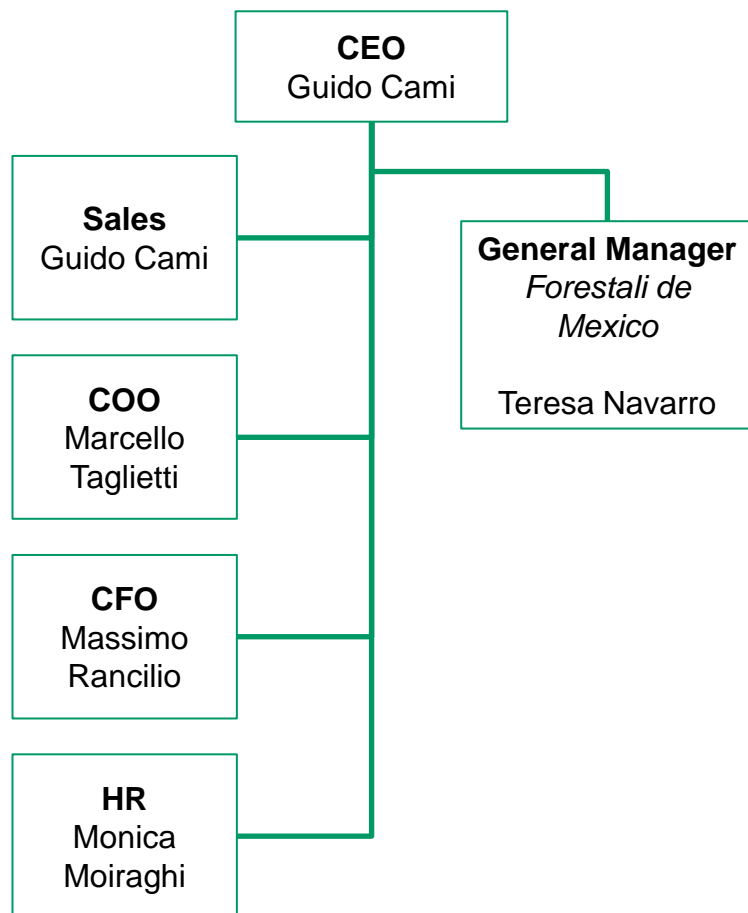 CEO
Guido Cami
Sales
Guido Cami
General Manager
Forestali de
Mexico
Teresa Navarro
COO
Marcello
Taglietti
CFO
Massimo
Rancilio
HR
Monica
Moiraghi